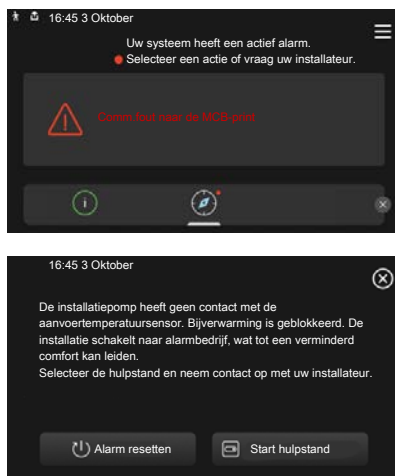 16:45 3 Oktober
Uw systeem heeft een actief alarm.
Selecteer een actie of vraag uw installateur.
Comm.fout naar de MCB-print
16:45 3 Oktober
De installatiepomp heeft geen contact met de
aanvoertemperatuursensor. Bijverwarming is geblokkeerd. De
installatie schakelt naar alarmbedrijf, wat tot een verminderd
comfort kan leiden.
Selecteer de hulpstand en neem contact op met uw installateur.
Alarm resetten
Start hulpstand